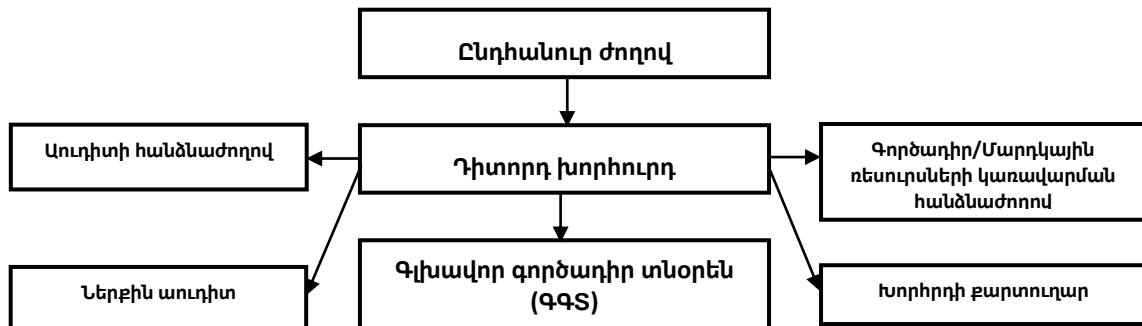 Ընդհանուր ժողով
Աուդիտի հանձնաժողով
Դիտորդ խորհուրդ
Գործադիր/Մարդկային
ռեսուրսների կառավարման
հանձնաժողով
Ներքին աուդիտ
Գլխավոր գործադիր տնօրեն
(ԳԳՏ)
Խորհրդի քարտուղար